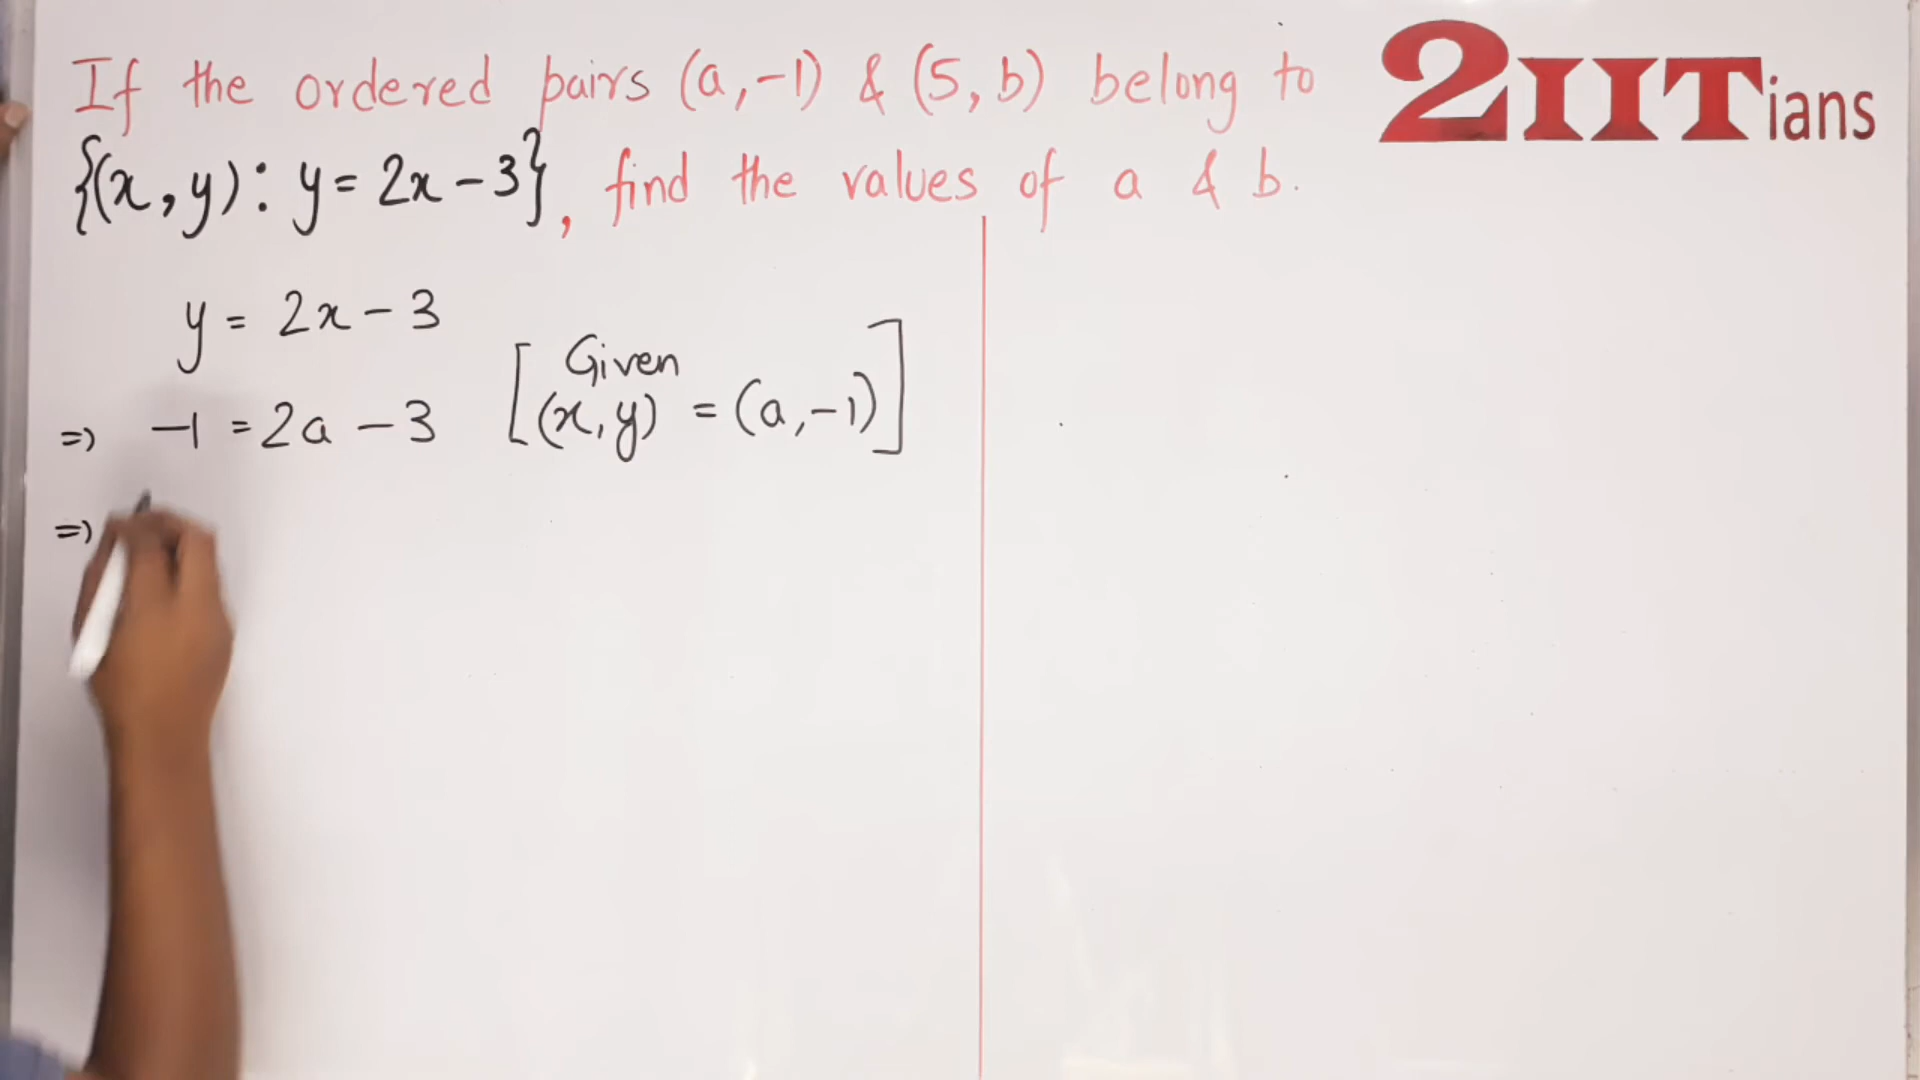 If the ordered pairs (a,-1) & (5, b) belong to
{(x, y): y = 2x - 3}, find the values of a & b.
2IITians
y = 2x - 3
=) -1 = 2a - 3
[Given
(x, y) = (a, -1)]
=)